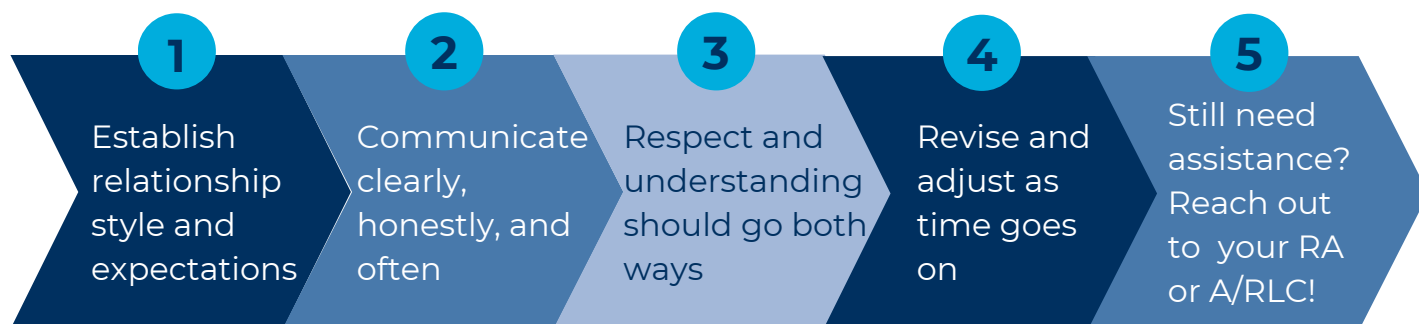 1
Establish
relationship
style and
expectations
2
Communicate
clearly,
honestly, and
often
3
Respect and
understanding
should go both
ways
4
Revise and
adjust as
time goes
on
5
Still need
assistance?
Reach out
to  your RA
or A/RLC!